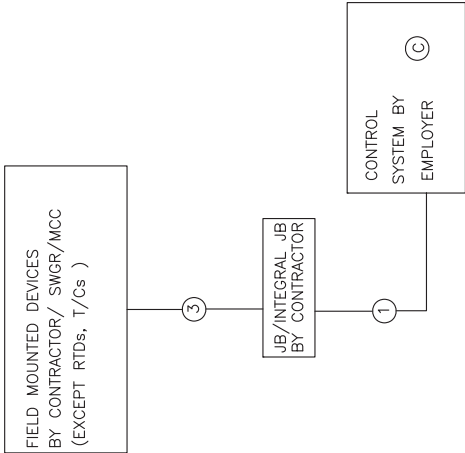 FIELD MOUNTED DEVICES
BY CONTRACTOR/ SWGR/MCC
(EXCEPT RTDs, T/Cs )
3
JB/INTEGRAL JB
BY CONTRACTOR
1
CONTROL
SYSTEM BY
EMPLOYER
C